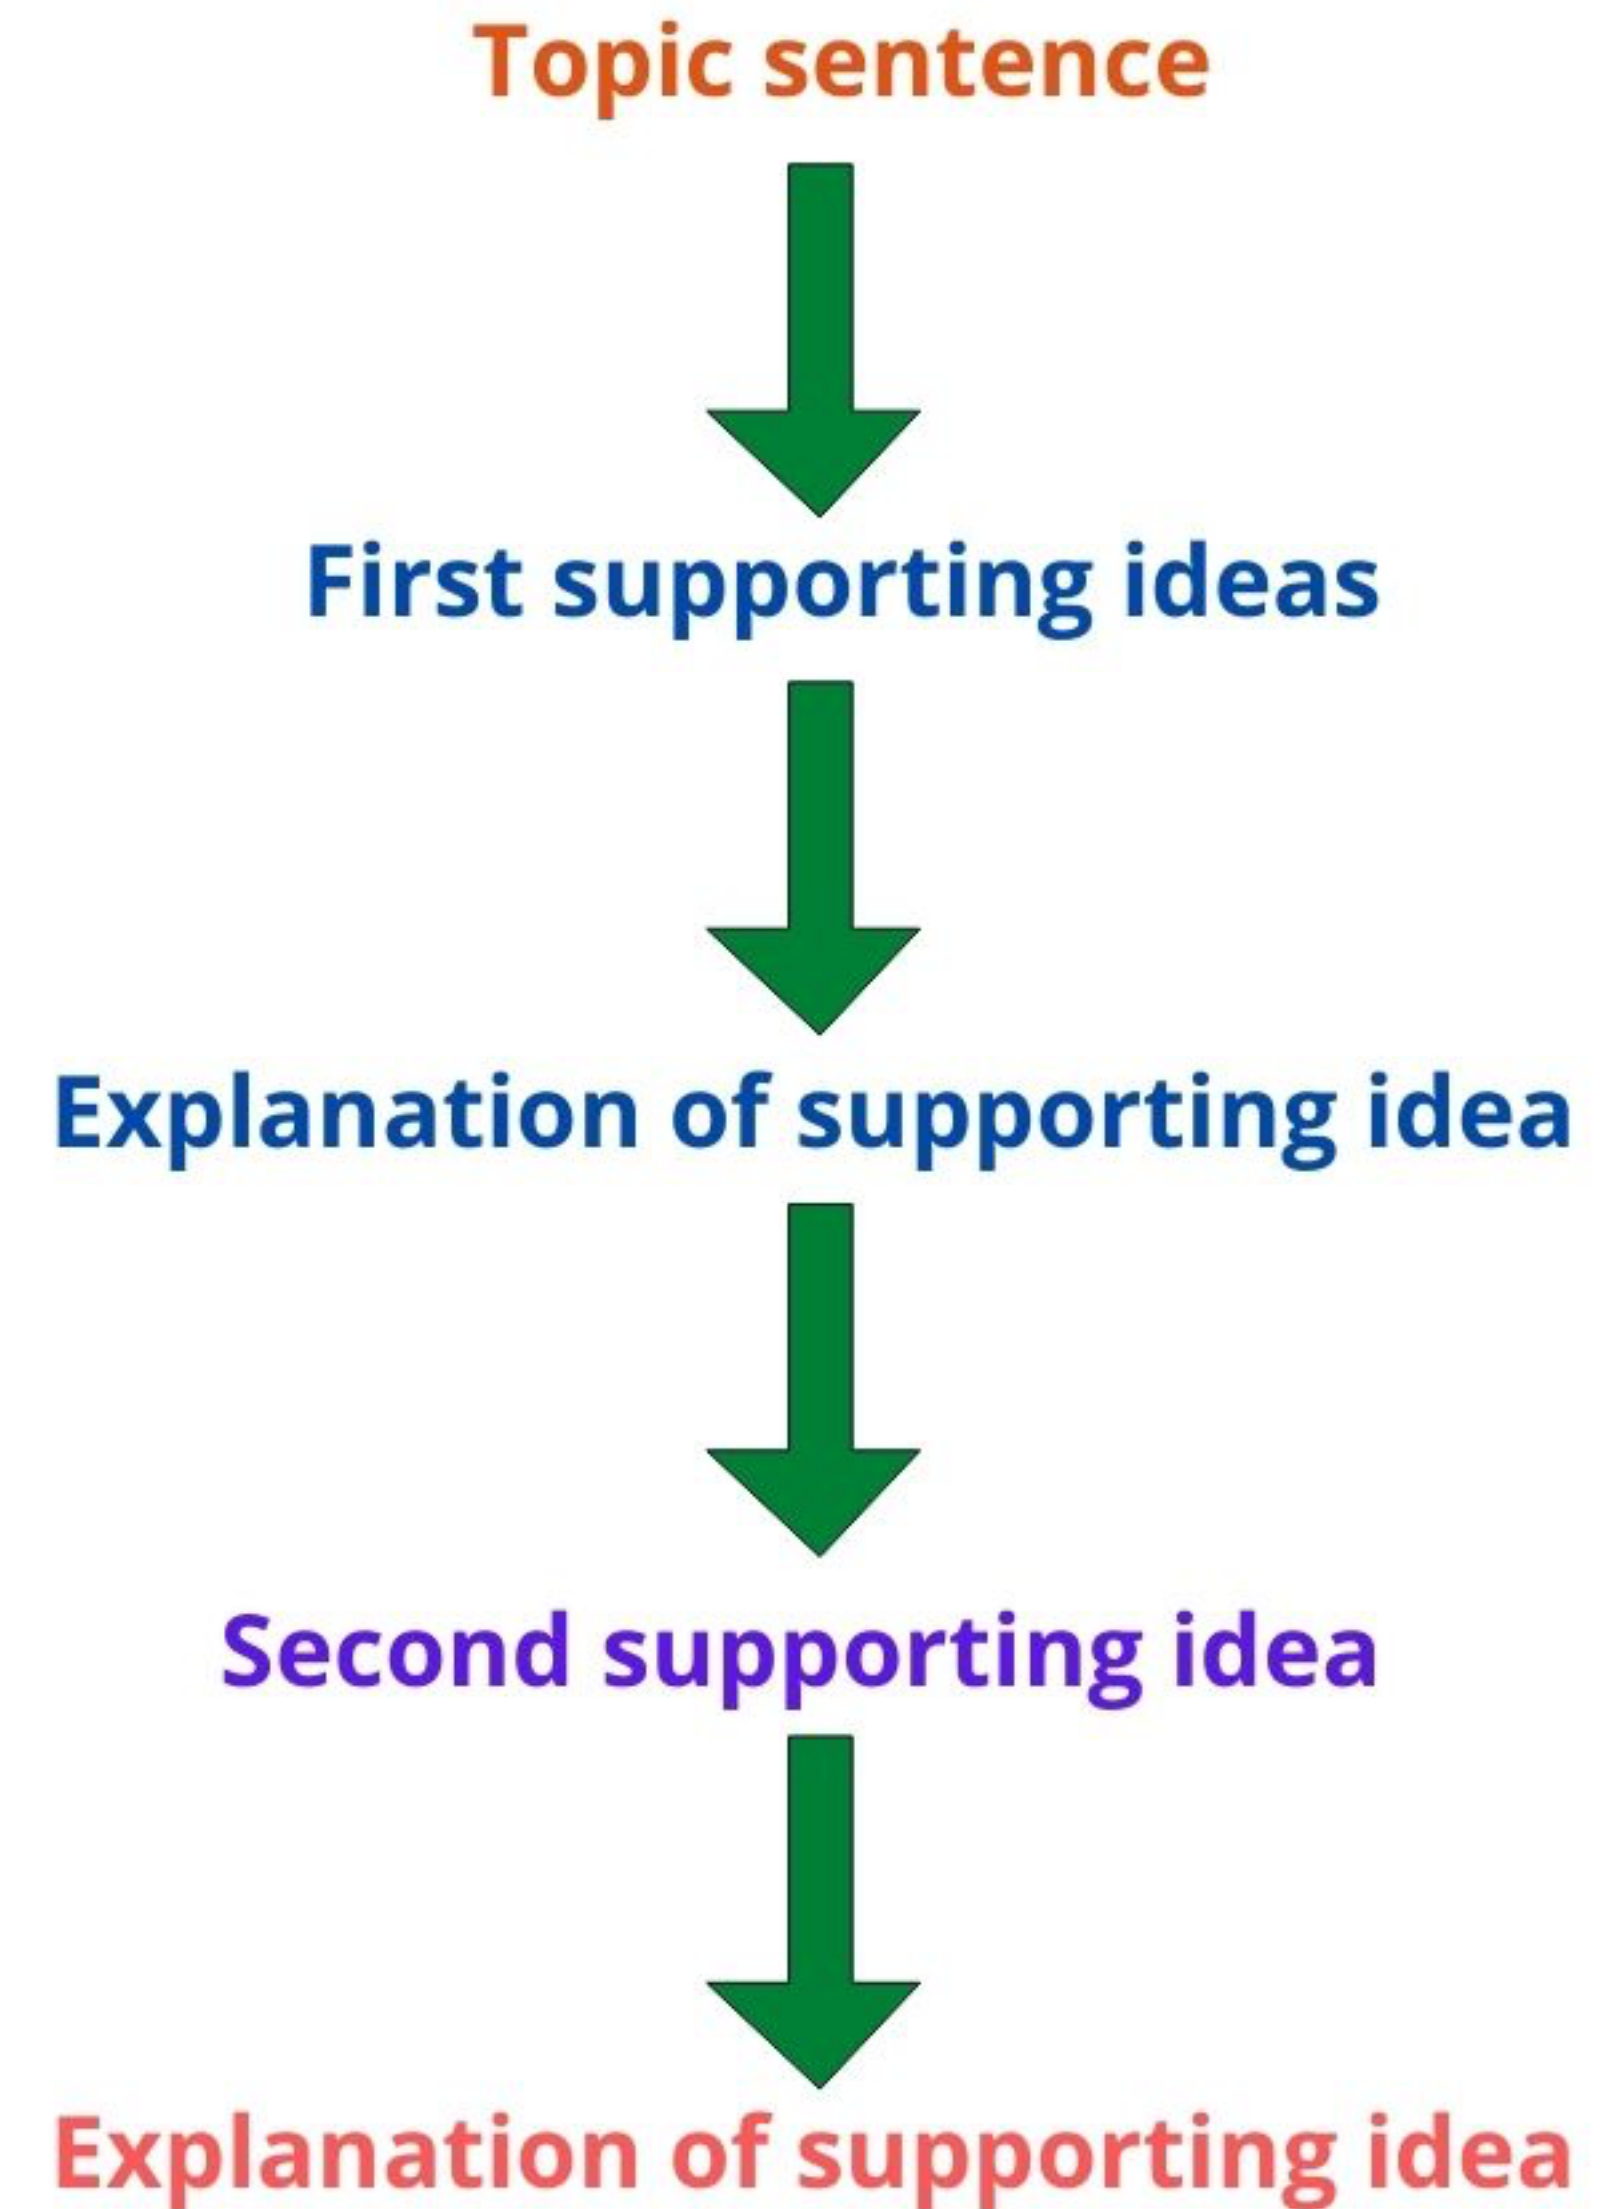 Topic sentence
First supporting ideas
Explanation of supporting idea
Second supporting idea
Explanation of supporting idea